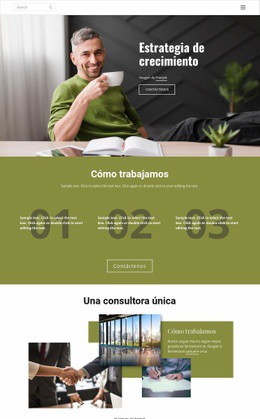 Search
Estrategia de
crecimiento
Imagen de Freepik
CONTÁCTENOS
Cómo trabajamos
Sample text. Click to select the text box. Click again or double click to start editing the text.
01 02 03
Sample text. Click to select the text box. Click again or double click to start editing the text.
Sample text. Click to select the text box. Click again or double click to start editing the text.
Sample text. Click to select the text box. Click again or double click to start editing the text.
Contáctenos
Una consultora única
Cómo trabajamos